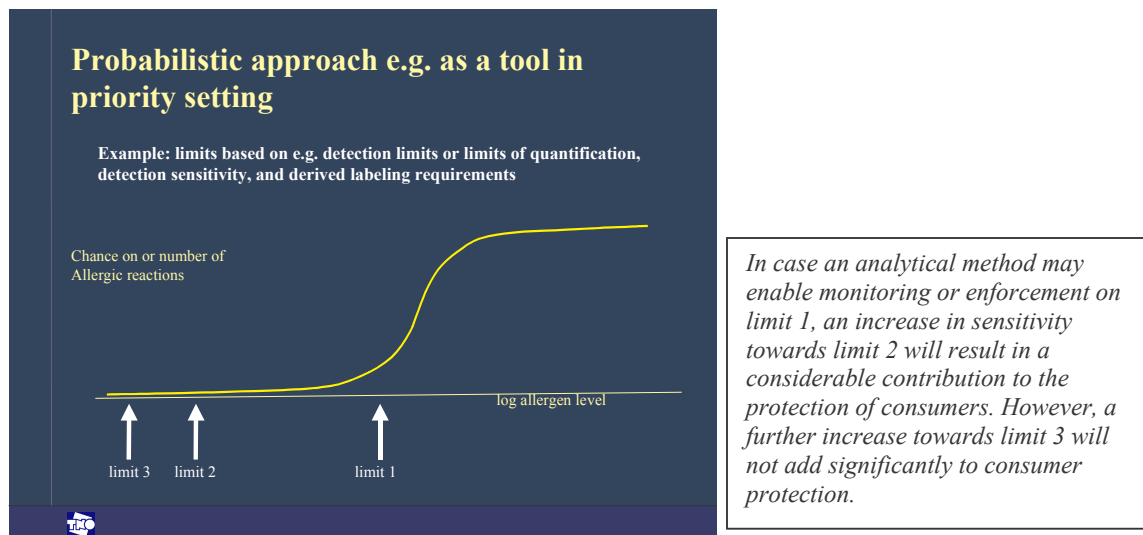 Probabilistic approach e.g. as a tool in
priority setting
Example: limits based on e.g. detection limits or limits of quantification,
detection sensitivity, and derived labeling requirements
Chance on or number of
Allergic reactions
log allergen level
limit 3
limit 2
limit 1
TNO
In case an analytical method may
enable monitoring or enforcement on
limit 1, an increase in sensitivity
towards limit 2 will result in a
considerable contribution to the
protection of consumers. However, a
further increase towards limit 3 will
not add significantly to consumer
protection.